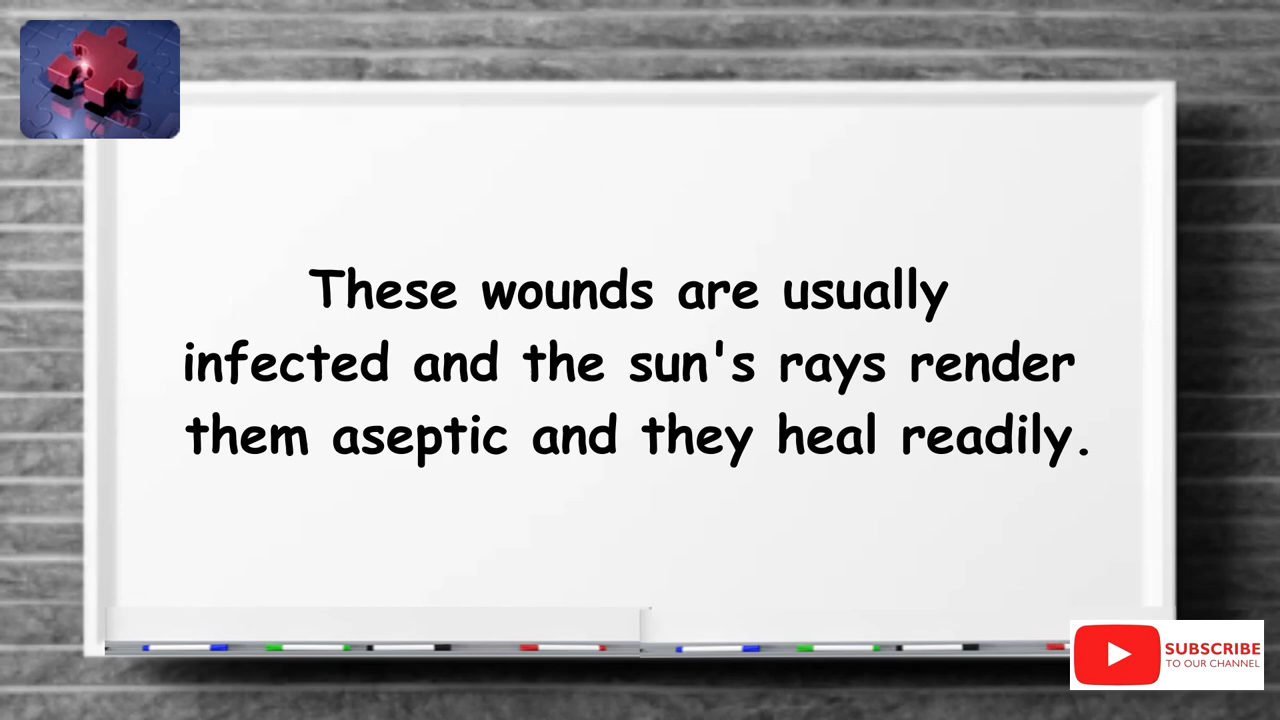 These wounds are usually
infected and the sun's rays render
them aseptic and they heal readily.
SUBSCRIBE
TO OUR CHANNEL